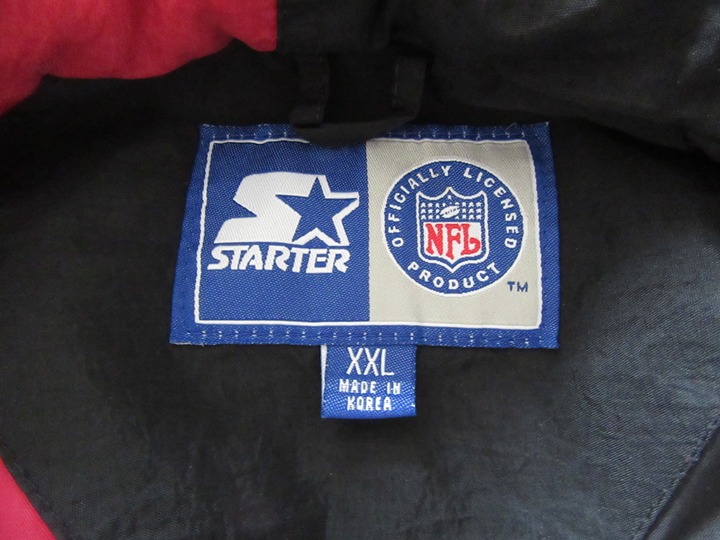 STARTER
OFFICIALLY LICENSED
NFL
PRODUCT
TM
XXL
MADE IN
KOREA